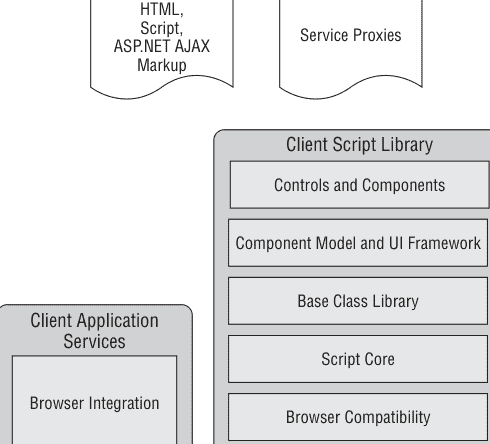 HTML,
Script,
ASP.NET AJAX
Markup
Service Proxies
Client Script Library
Controls and Components
Component Model and UI Framework
Base Class Library
Script Core
Browser Compatibility
Client Application
Services
Browser Integration